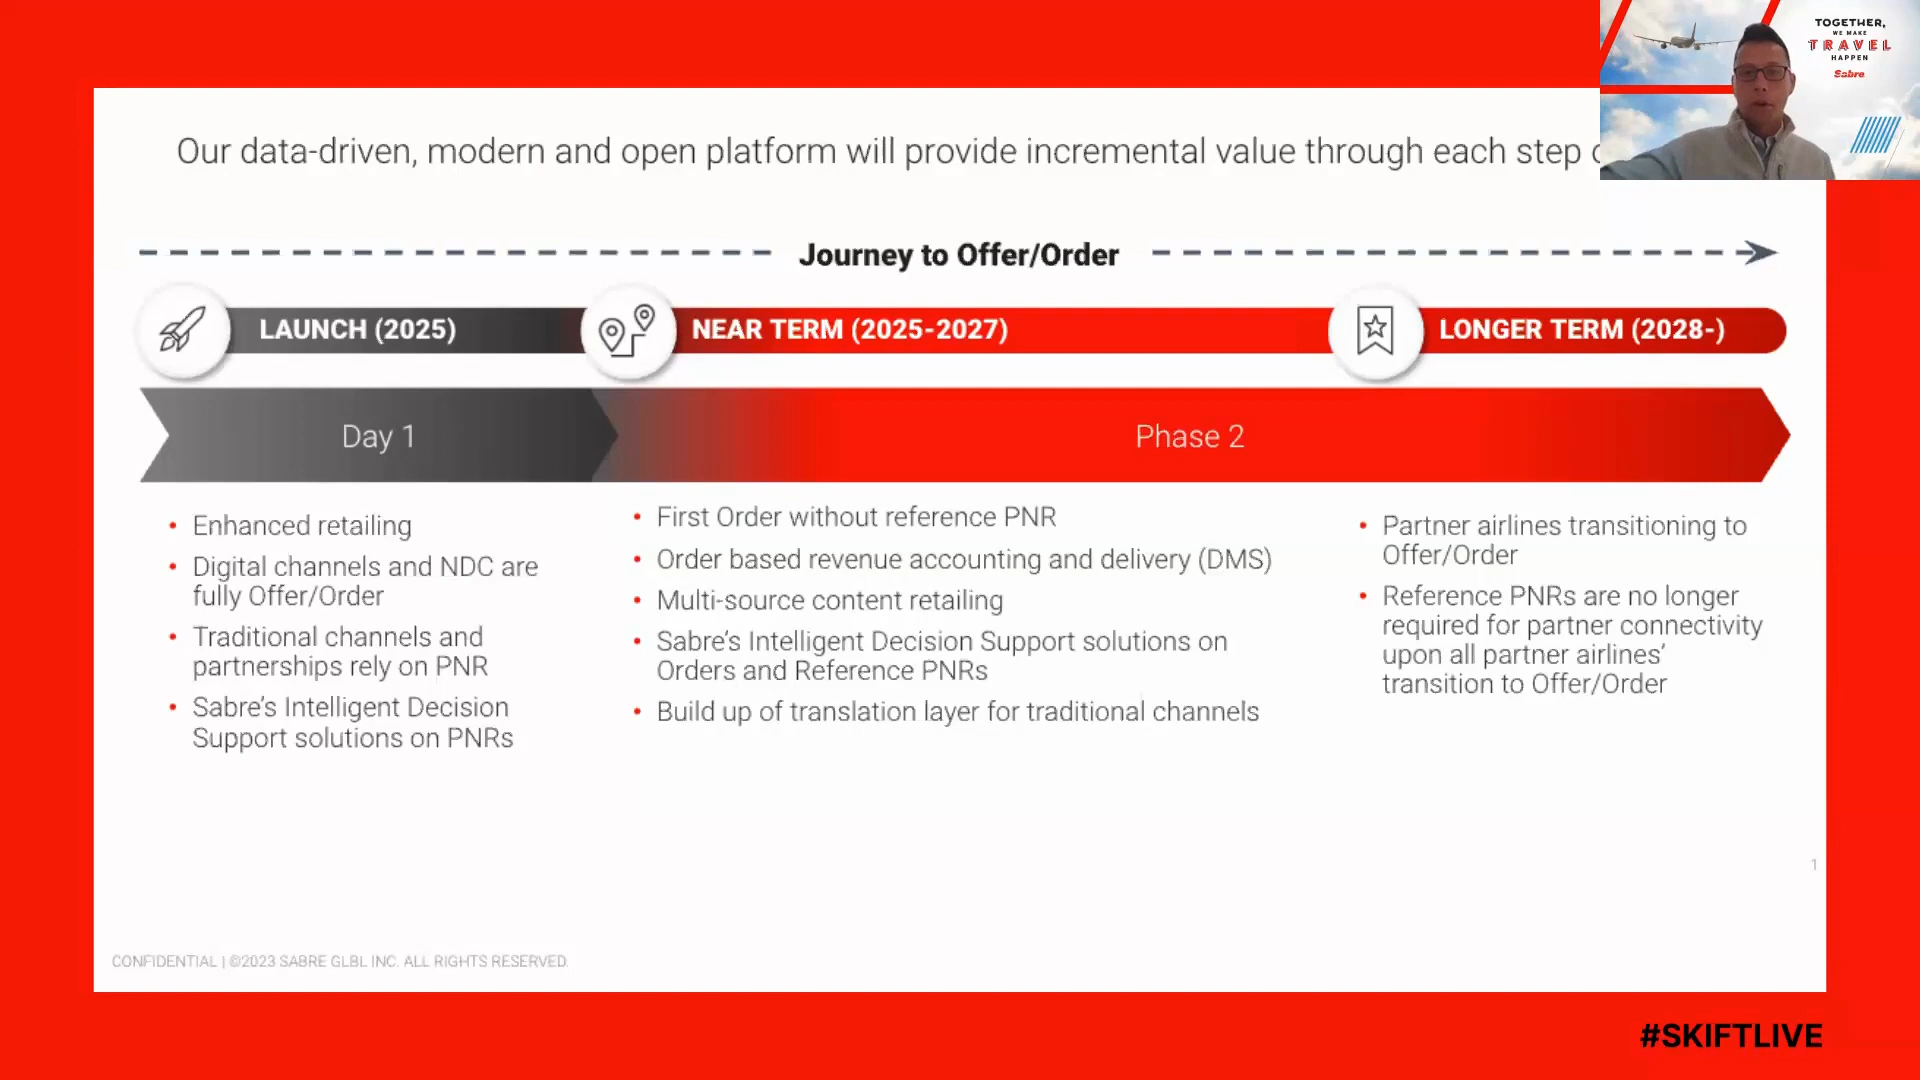 TOGETHER,
WE MAKE
TRAVEL
HAPPEN
Sabre
Our data-driven, modern and open platform will provide incremental value through each step
Journey to Offer/Order
LAUNCH (2025)
NEAR TERM (2025-2027)
LONGER TERM (2028-)
Day 1
Phase 2
• Enhanced retailing
• Digital channels and NDC are
fully Offer/Order
• Traditional channels and
partnerships rely on PNR
• Sabre’s Intelligent Decision
Support solutions on PNRs
• First Order without reference PNR
• Order based revenue accounting and delivery (DMS)
• Multi-source content retailing
• Sabre’s Intelligent Decision Support solutions on
Orders and Reference PNRs
• Build up of translation layer for traditional channels
• Partner airlines transitioning to
Offer/Order
• Reference PNRs are no longer
required for partner connectivity
upon all partner airlines’
transition to Offer/Order
1
CONFIDENTIAL | ©2023 SABRE GLBL INC. ALL RIGHTS RESERVED.
#SKIFTLIVE